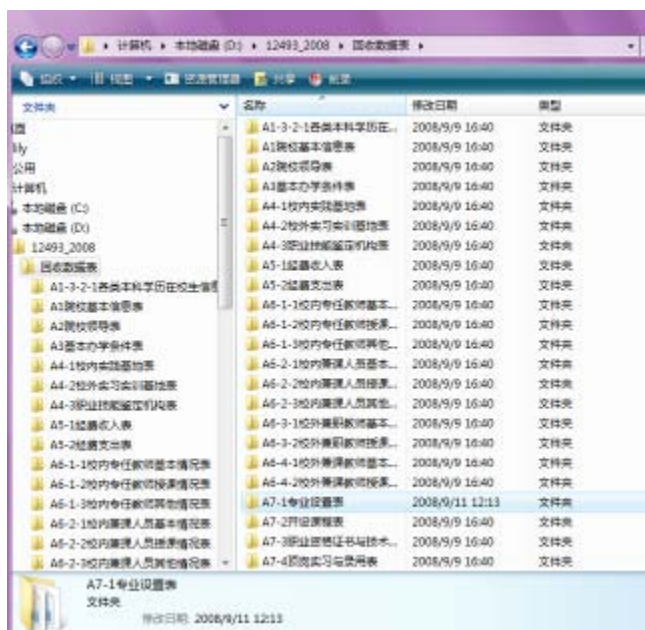 计算机 本地磁盘 (D:) 12493_2008 回收数据表
组织 视图 资源管理器 共享 刻录
文件夹
面
lly
公用
计算机
本地磁盘 (C:)
本地磁盘 (D:)
12493_2008
回收数据表
A1-3-2-1各类本科学历在校生信息
A1院校基本信息表
A2院校领导表
A3基本办学条件表
A4-1校内实践基地表
A4-2校外实习实训基地表
A4-3职业技能鉴定机构表
A5-1经费收入表
A5-2经费支出表
A6-1-1校内专任教师基本情况表
A6-1-2校内专任教师授课情况表
A6-1-3校内专任教师其他情况表
A6-2-1校内兼课人员基本情况表
A6-2-2校内兼课人员授课情况表
A6-2-3校内兼课人员其他情况表
名称 修改日期 类型
A1-3-2-1各类本科学历在... 2008/9/9 16:40 文件夹
A1院校基本信息表 2008/9/9 16:40 文件夹
A2院校领导表 2008/9/9 16:40 文件夹
A3基本办学条件表 2008/9/9 16:40 文件夹
A4-1校内实践基地表 2008/9/9 16:40 文件夹
A4-2校外实习实训基地表 2008/9/9 16:40 文件夹
A4-3职业技能鉴定机构表 2008/9/9 16:40 文件夹
A5-1经费收入表 2008/9/9 16:40 文件夹
A5-2经费支出表 2008/9/9 16:40 文件夹
A6-1-1校内专任教师基本... 2008/9/9 16:40 文件夹
A6-1-2校内专任教师授课... 2008/9/9 16:40 文件夹
A6-1-3校内专任教师其他... 2008/9/9 16:40 文件夹
A6-2-1校内兼课人员基本... 2008/9/9 16:40 文件夹
A6-2-2校内兼课人员授课... 2008/9/9 16:40 文件夹
A6-2-3校内兼课人员其他... 2008/9/9 16:40 文件夹
A6-3-1校外兼职教师基本... 2008/9/9 16:40 文件夹
A6-3-2校外兼职教师授课... 2008/9/9 16:40 文件夹
A6-4-1校外兼课教师基本... 2008/9/9 16:40 文件夹
A6-4-2校外兼课教师授课... 2008/9/9 16:40 文件夹
A7-1专业设置表 2008/9/11 12:13 文件夹
A7-2开设课程表 2008/9/9 16:40 文件夹
A7-3职业资格证书与技术... 2008/9/9 16:40 文件夹
A7-4顶岗实习与录用表 2008/9/9 16:40 文件夹
A7-1专业设置表
文件夹
修改日期: 2008/9/11 12:13